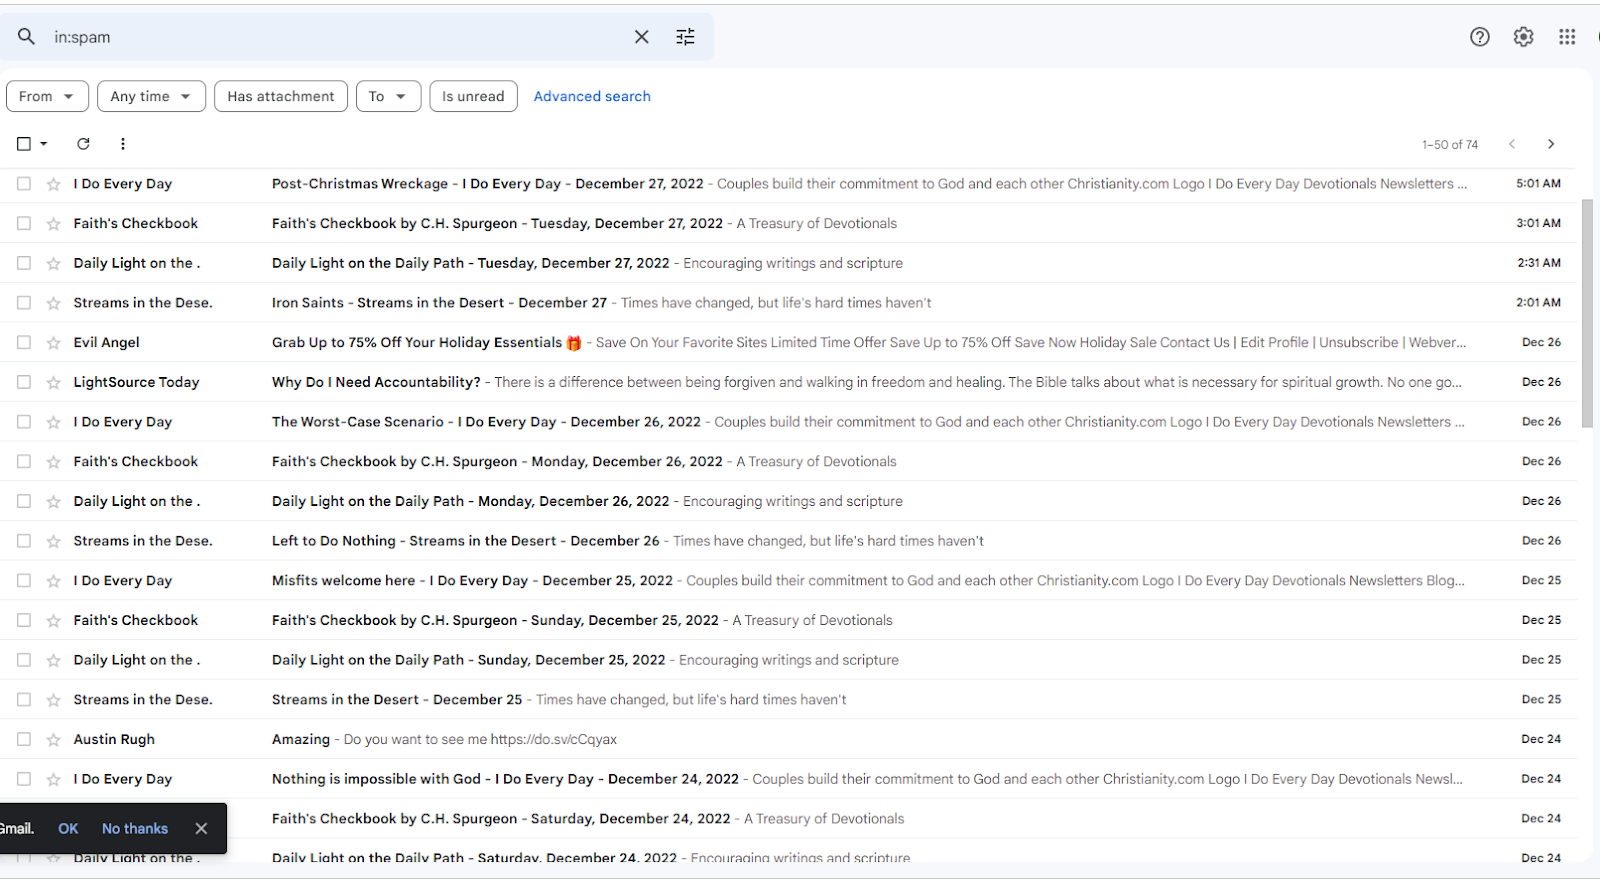 in:spam
From Any time Has attachment To Is unread Advanced search
1–50 of 74
I Do Every Day Post-Christmas Wreckage - I Do Every Day - December 27, 2022 - Couples build their commitment to God and each other Christianity.com Logo I Do Every Day Devotionals Newsletters ... 5:01 AM
Faith's Checkbook Faith's Checkbook by C.H. Spurgeon - Tuesday, December 27, 2022 - A Treasury of Devotionals 3:01 AM
Daily Light on the . Daily Light on the Daily Path - Tuesday, December 27, 2022 - Encouraging writings and scripture 2:31 AM
Streams in the Dese. Iron Saints - Streams in the Desert - December 27 - Times have changed, but life's hard times haven't 2:01 AM
Evil Angel Grab Up to 75% Off Your Holiday Essentials 🎁 - Save On Your Favorite Sites Limited Time Offer Save Up to 75% Off Save Now Holiday Sale Contact Us | Edit Profile | Unsubscribe | Webver... Dec 26
LightSource Today Why Do I Need Accountability? - There is a difference between being forgiven and walking in freedom and healing. The Bible talks about what is necessary for spiritual growth. No one go... Dec 26
I Do Every Day The Worst-Case Scenario - I Do Every Day - December 26, 2022 - Couples build their commitment to God and each other Christianity.com Logo I Do Every Day Devotionals Newsletters ... Dec 26
Faith's Checkbook Faith's Checkbook by C.H. Spurgeon - Monday, December 26, 2022 - A Treasury of Devotionals Dec 26
Daily Light on the . Daily Light on the Daily Path - Monday, December 26, 2022 - Encouraging writings and scripture Dec 26
Streams in the Dese. Left to Do Nothing - Streams in the Desert - December 26 - Times have changed, but life's hard times haven't Dec 26
I Do Every Day Misfits welcome here - I Do Every Day - December 25, 2022 - Couples build their commitment to God and each other Christianity.com Logo I Do Every Day Devotionals Newsletters Blog... Dec 25
Faith's Checkbook Faith's Checkbook by C.H. Spurgeon - Sunday, December 25, 2022 - A Treasury of Devotionals Dec 25
Daily Light on the . Daily Light on the Daily Path - Sunday, December 25, 2022 - Encouraging writings and scripture Dec 25
Streams in the Dese. Streams in the Desert - December 25 - Times have changed, but life's hard times haven't Dec 25
Austin Rugh Amazing - Do you want to see me https://do.sv/cCqyax Dec 24
I Do Every Day Nothing is impossible with God - I Do Every Day - December 24, 2022 - Couples build their commitment to God and each other Christianity.com Logo I Do Every Day Devotionals Newsl... Dec 24
Faith's Checkbook by C.H. Spurgeon - Saturday, December 24, 2022 - A Treasury of Devotionals Dec 24
Gmail. OK No thanks
Daily Light on the . Daily Light on the Daily Path - Saturday, December 24, 2022 - Encouraging writings and scripture Dec 24